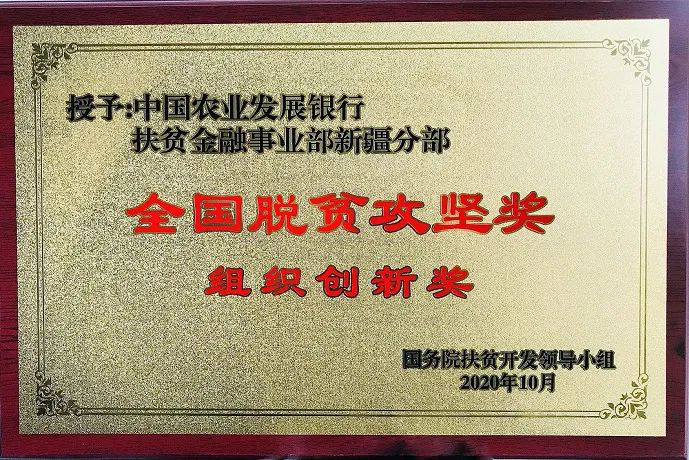 授予:中国农业发展银行
扶贫金融事业部新疆分部
全国脱贫攻坚奖
组织创新奖
国务院扶贫开发领导小组
2020年10月